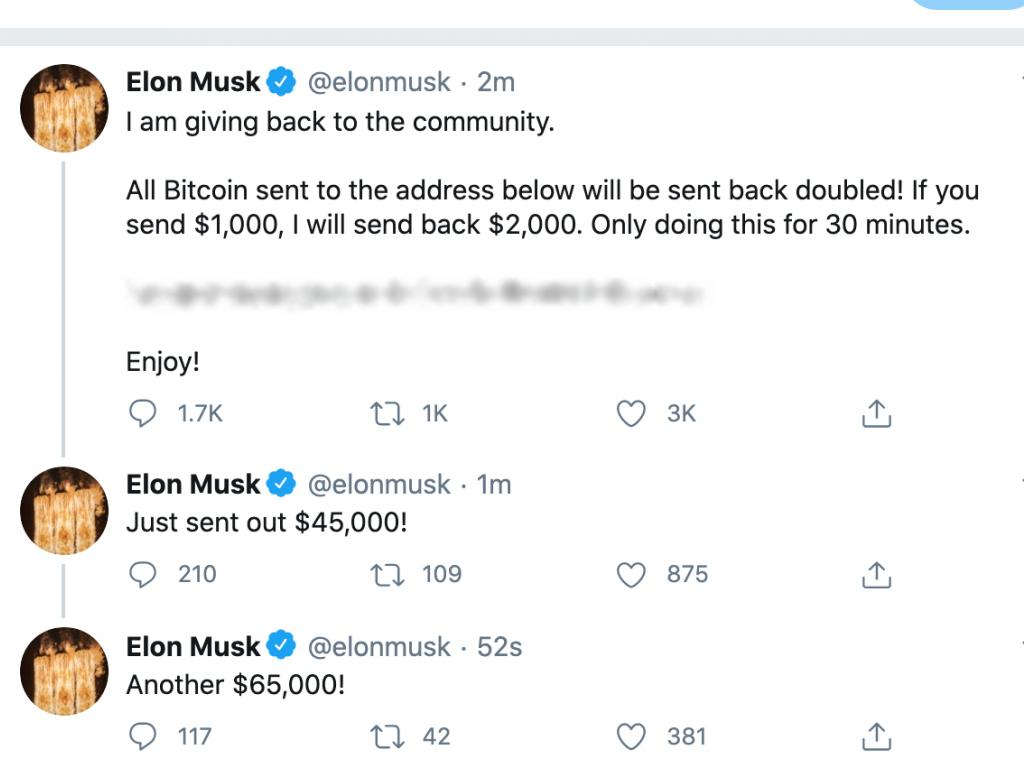 Elon Musk @elonmusk · 2m
I am giving back to the community.
All Bitcoin sent to the address below will be sent back doubled! If you
send $1,000, I will send back $2,000. Only doing this for 30 minutes.
Enjoy!
1.7K 1K 3K
Elon Musk @elonmusk · 1m
Just sent out $45,000!
210 109 875
Elon Musk @elonmusk · 52s
Another $65,000!
117 42 381